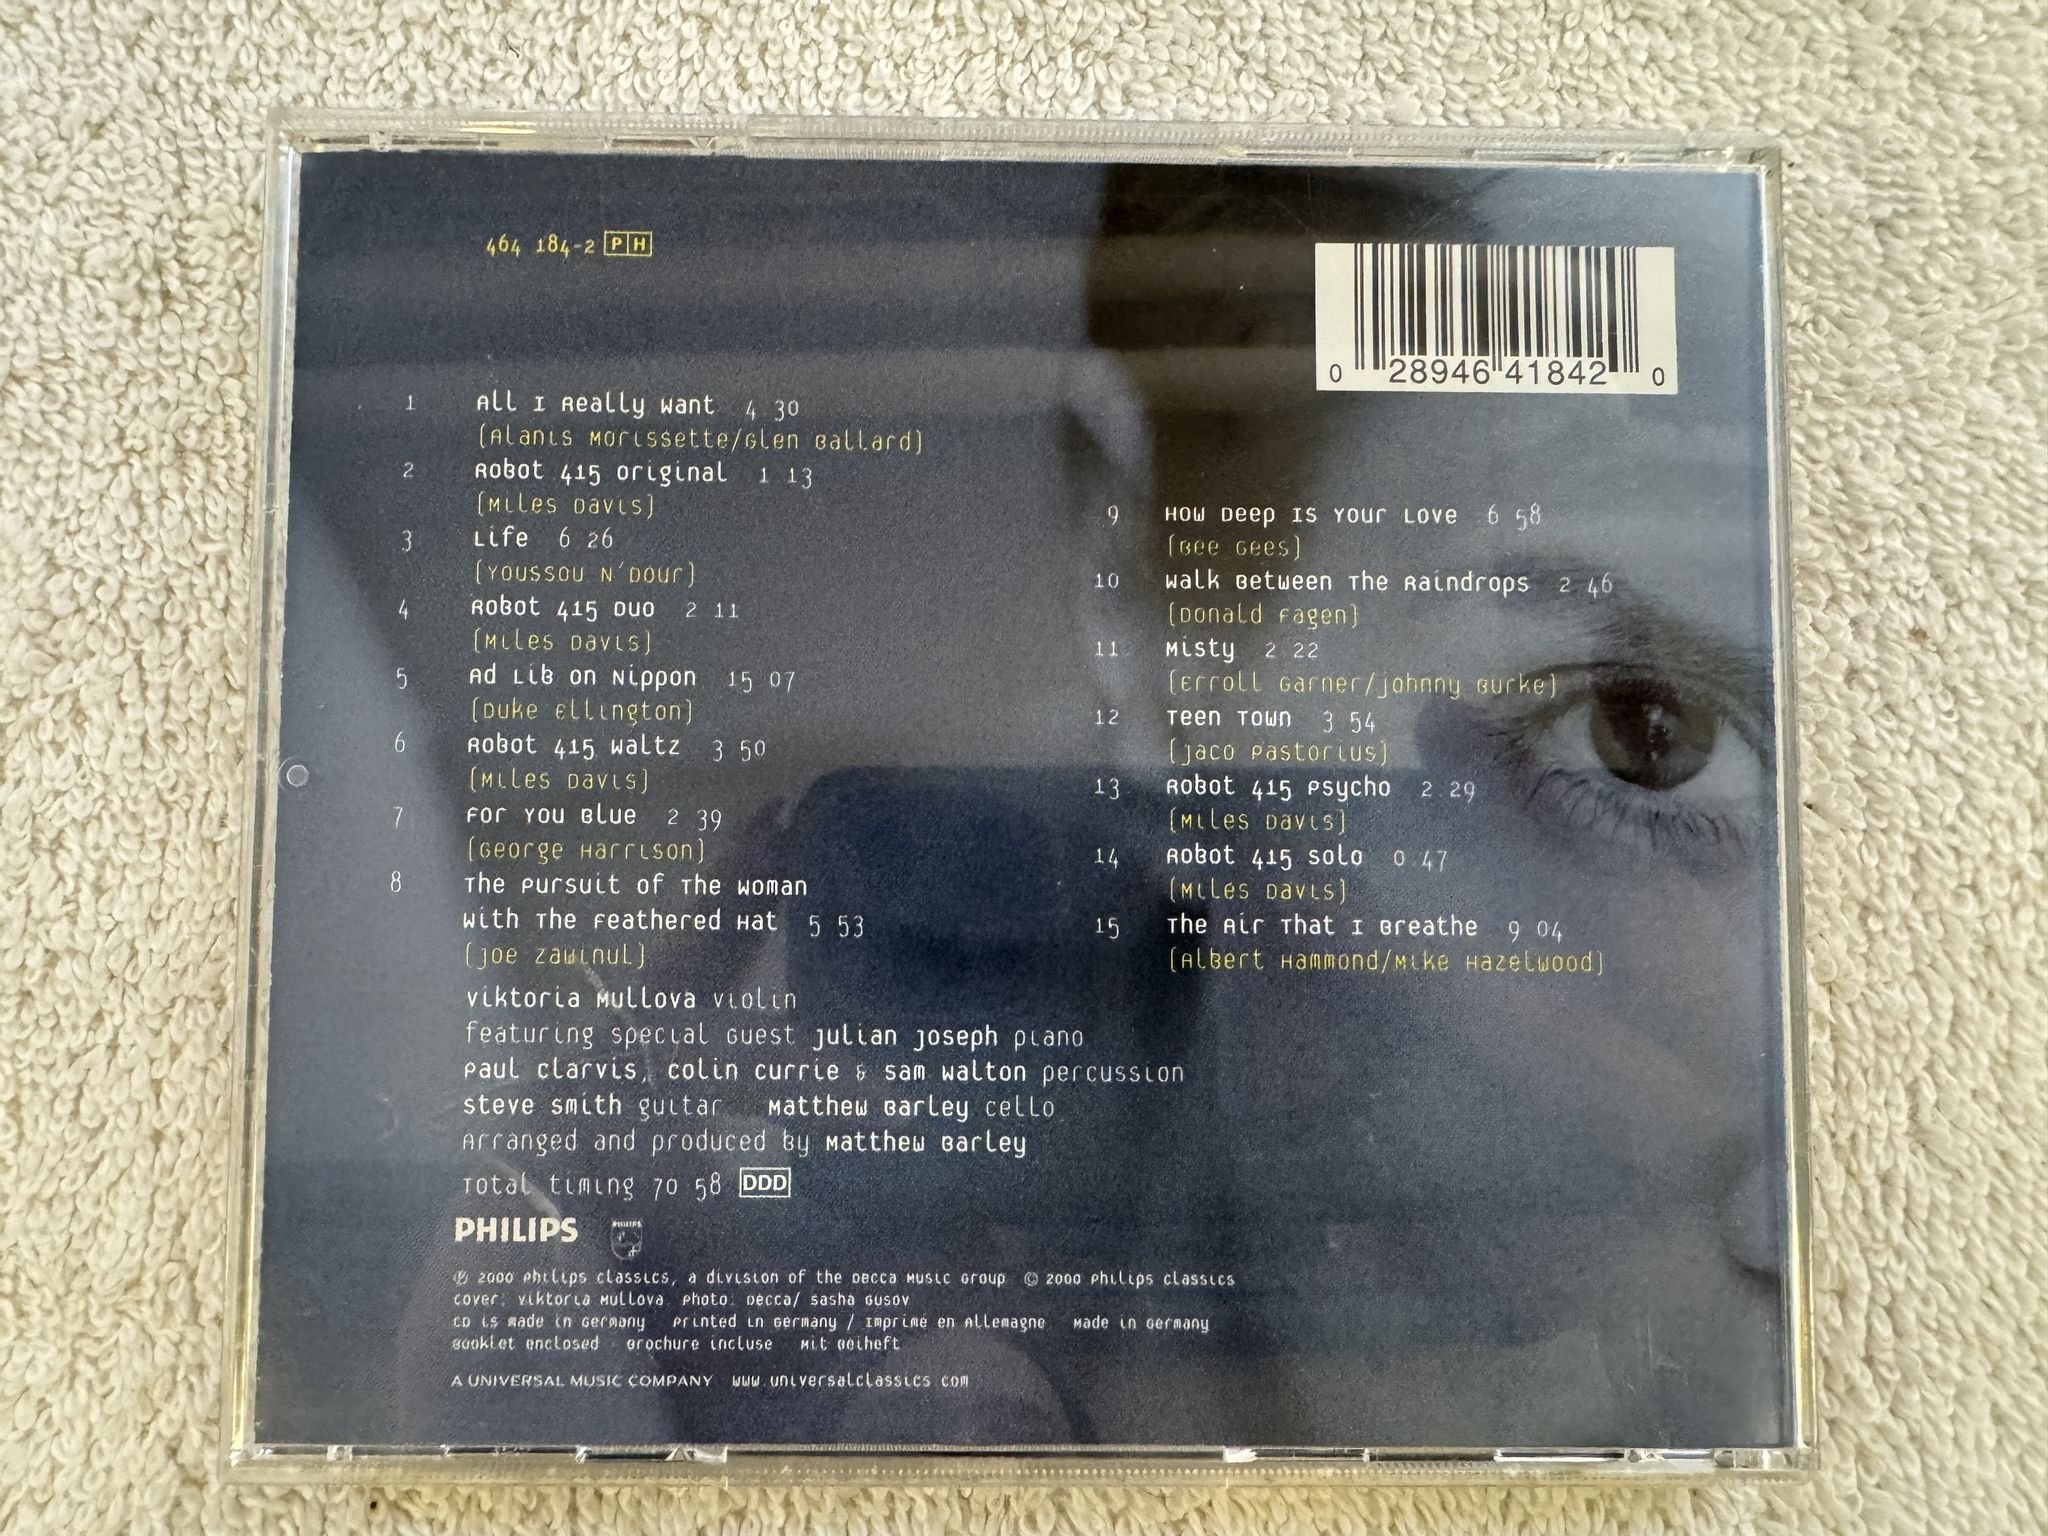 464 184-2 PH
0 28946 41842 0
1 All I Really Want 4 30
(Alanis Morissette/Glen Ballard)
2 Robot 415 Original 1 13
(Miles Davis)
3 Life 6 26
(Youssou N'Dour)
4 Robot 415 Duo 2 11
(Miles Davis)
5 Ad Lib on Nippon 15 07
(Duke Ellington)
6 Robot 415 Waltz 3 50
(Miles Davis)
7 For You Blue 2 39
(George Harrison)
8 The Pursuit of The Woman
With The Feathered Hat 5 53
(Joe Zawinul)
9 How Deep Is Your Love 6 58
(Bee Gees)
10 Walk Between The Raindrops 2 46
(Donald Fagen)
11 Misty 2 22
(Erroll Garner/Johnny Burke)
12 Teen Town 3 54
(Jaco Pastorius)
13 Robot 415 Psycho 2 29
(Miles Davis)
14 Robot 415 Solo 0 47
(Miles Davis)
15 The Air That I Breathe 9 04
(Albert Hammond/Mike Hazelwood)
Viktoria Mullova violin
featuring special guest Julian Joseph piano
Paul Clarvis, Colin Currie & Sam Walton percussion
Steve Smith guitar Matthew Barley cello
Arranged and produced by Matthew Barley
Total timing 70 58 DDD
PHILIPS PHILIPS
℗ 2000 Philips Classics, a division of the Decca Music Group © 2000 Philips Classics
Cover: Viktoria Mullova. Photo: Decca/ Sasha Gusov
CD is made in Germany Printed in Germany / Imprimé en Allemagne Made in Germany
Booklet enclosed · Brochure incluse · Mit Beiheft
A UNIVERSAL MUSIC COMPANY www.universalclassics.com